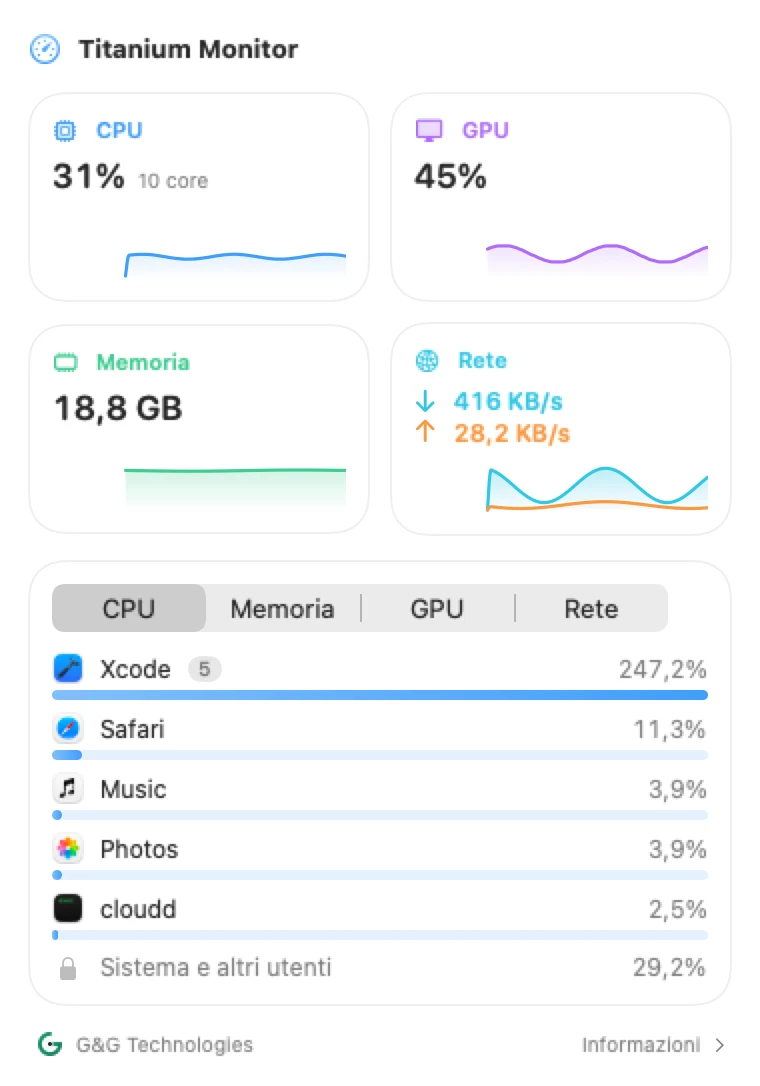 Titanium Monitor
CPU
31% 10 core
GPU
45%
Memoria
18,8 GB
Rete
↓ 416 KB/s
↑ 28,2 KB/s
CPU Memoria GPU Rete
Xcode 5 247,2%
Safari 11,3%
Music 3,9%
Photos 3,9%
cloudd 2,5%
Sistema e altri utenti 29,2%
G&G Technologies Informazioni >